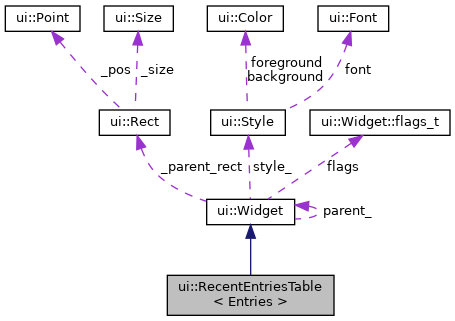 ui::Point
ui::Size
ui::Color
ui::Font
_pos
_size
foreground
background
font
ui::Rect
ui::Style
ui::Widget::flags_t
_parent_rect
style_
flags
ui::Widget
parent_
ui::RecentEntriesTable
< Entries >